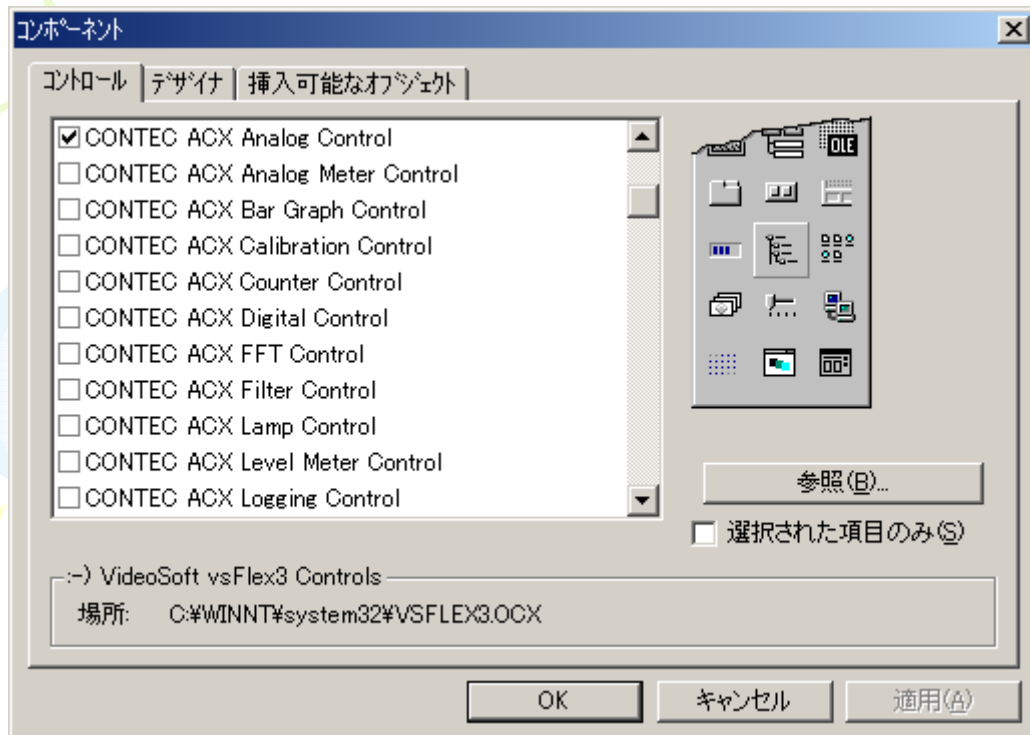 コンポーネント
コントロール デザイナ 挿入可能なオブジェクト
CONTEC ACX Analog Control
CONTEC ACX Analog Meter Control
CONTEC ACX Bar Graph Control
CONTEC ACX Calibration Control
CONTEC ACX Counter Control
CONTEC ACX Digital Control
CONTEC ACX FFT Control
CONTEC ACX Filter Control
CONTEC ACX Lamp Control
CONTEC ACX Level Meter Control
CONTEC ACX Logging Control
OLE
参照(B)...
選択された項目のみ(S)
:-) VideoSoft vsFlex3 Controls
場所: C:¥WINNT¥system32¥VSFLEX3.OCX
OK キャンセル 適用(A)